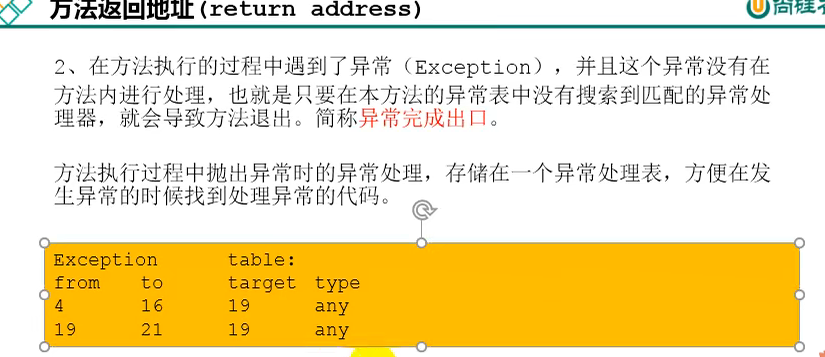 方法返回地址(return address)
尚硅谷
2、在方法执行的过程中遇到了异常（Exception），并且这个异常没有在
方法内进行处理，也就是只要在本方法的异常表中没有搜索到匹配的异常处
理器，就会导致方法退出。简称异常完成出口。
方法执行过程中抛出异常时的异常处理，存储在一个异常处理表，方便在发
生异常的时候找到处理异常的代码。
Exception table:
from to target type
4 16 19 any
19 21 19 any